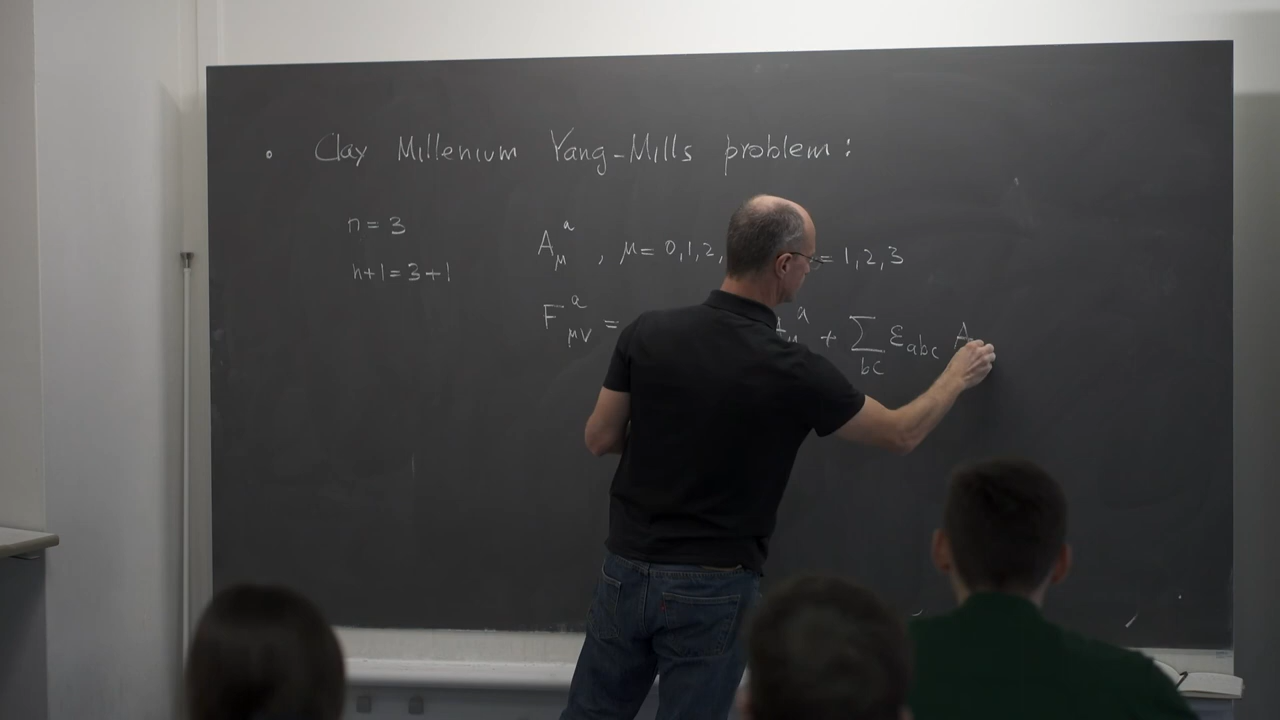 • Clay Millenium Yang-Mills problem:
n = 3
n+1 = 3+1
A_μ^a , μ = 0,1,2, = 1,2,3
F_μν^a = A_μ^a + Σ_bc ε_abc A